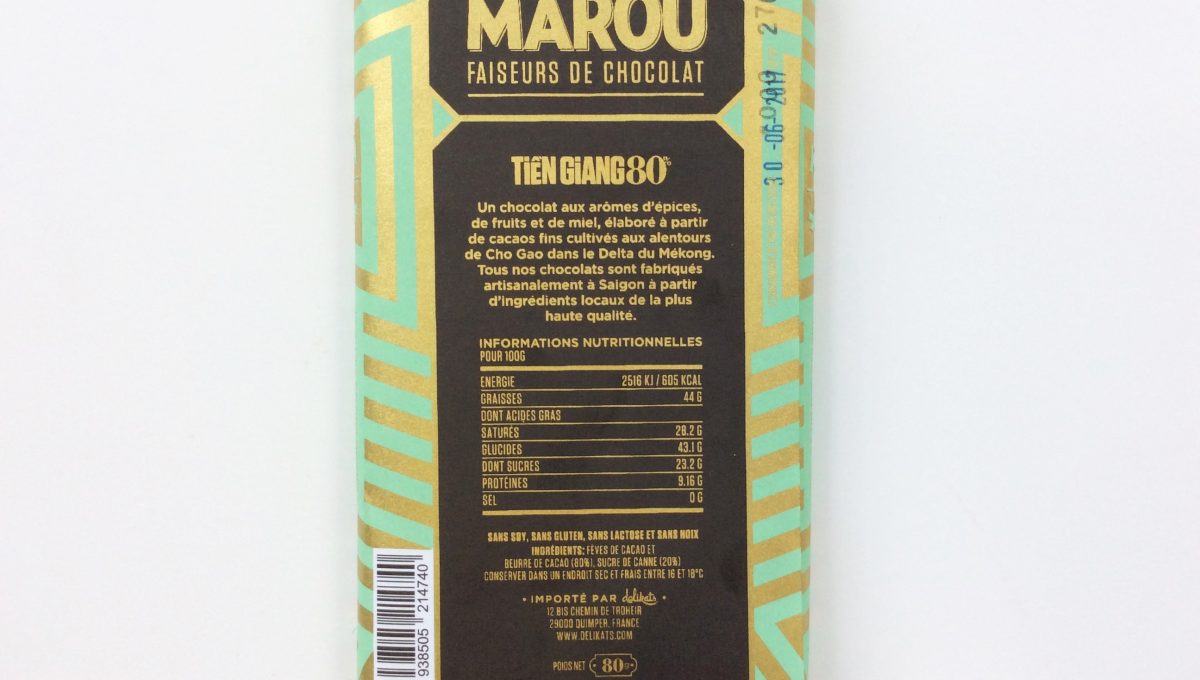 MAROU
FAISEURS DE CHOCOLAT
TIỀN GIANG 80%
Un chocolat aux arômes d'épices,
de fruits et de miel, élaboré à partir
de cacaos fins cultivés aux alentours
de Cho Gao dans le Delta du Mékong.
Tous nos chocolats sont fabriqués
artisanalement à Saigon à partir
d'ingrédients locaux de la plus
haute qualité.
INFORMATIONS NUTRITIONNELLES
POUR 100G
ENERGIE 2516 KJ / 605 KCAL
GRAISSES 44 G
DONT ACIDES GRAS
SATURÉS 28.2 G
GLUCIDES 43.1 G
DONT SUCRES 23.2 G
PROTÉINES 9.16 G
SEL 0 G
SANS SOY, SANS GLUTEN, SANS LACTOSE ET SANS NOIX
INGRÉDIENTS: FÈVES DE CACAO ET
BEURRE DE CACAO (80%), SUCRE DE CANNE (20%)
CONSERVER DANS UN ENDROIT SEC ET FRAIS ENTRE 16 ET 18°C
• IMPORTÉ PAR delikats •
12 BIS CHEMIN DE TROHEIR
29000 QUIMPER, FRANCE
WWW.DELIKATS.COM
POIDS NET 80g
30-06-2019
938505 214740